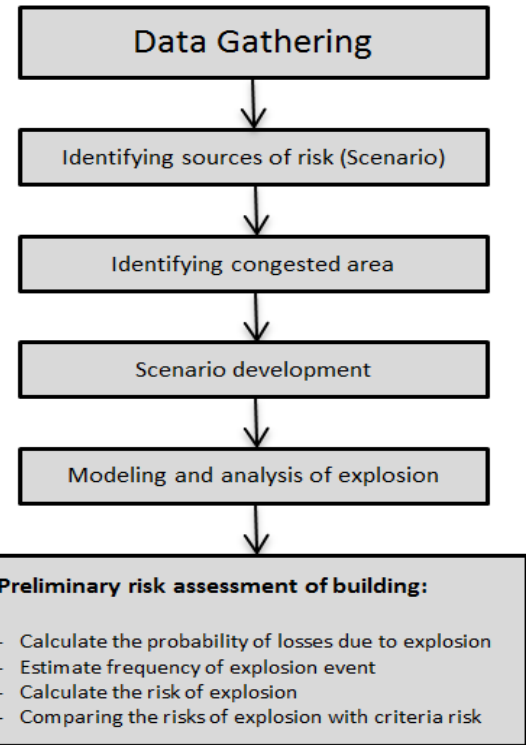 Data Gathering
Identifying sources of risk (Scenario)
Identifying congested area
Scenario development
Modeling and analysis of explosion
Preliminary risk assessment of building:
- Calculate the probability of losses due to explosion
- Estimate frequency of explosion event
- Calculate the risk of explosion
- Comparing the risks of explosion with criteria risk